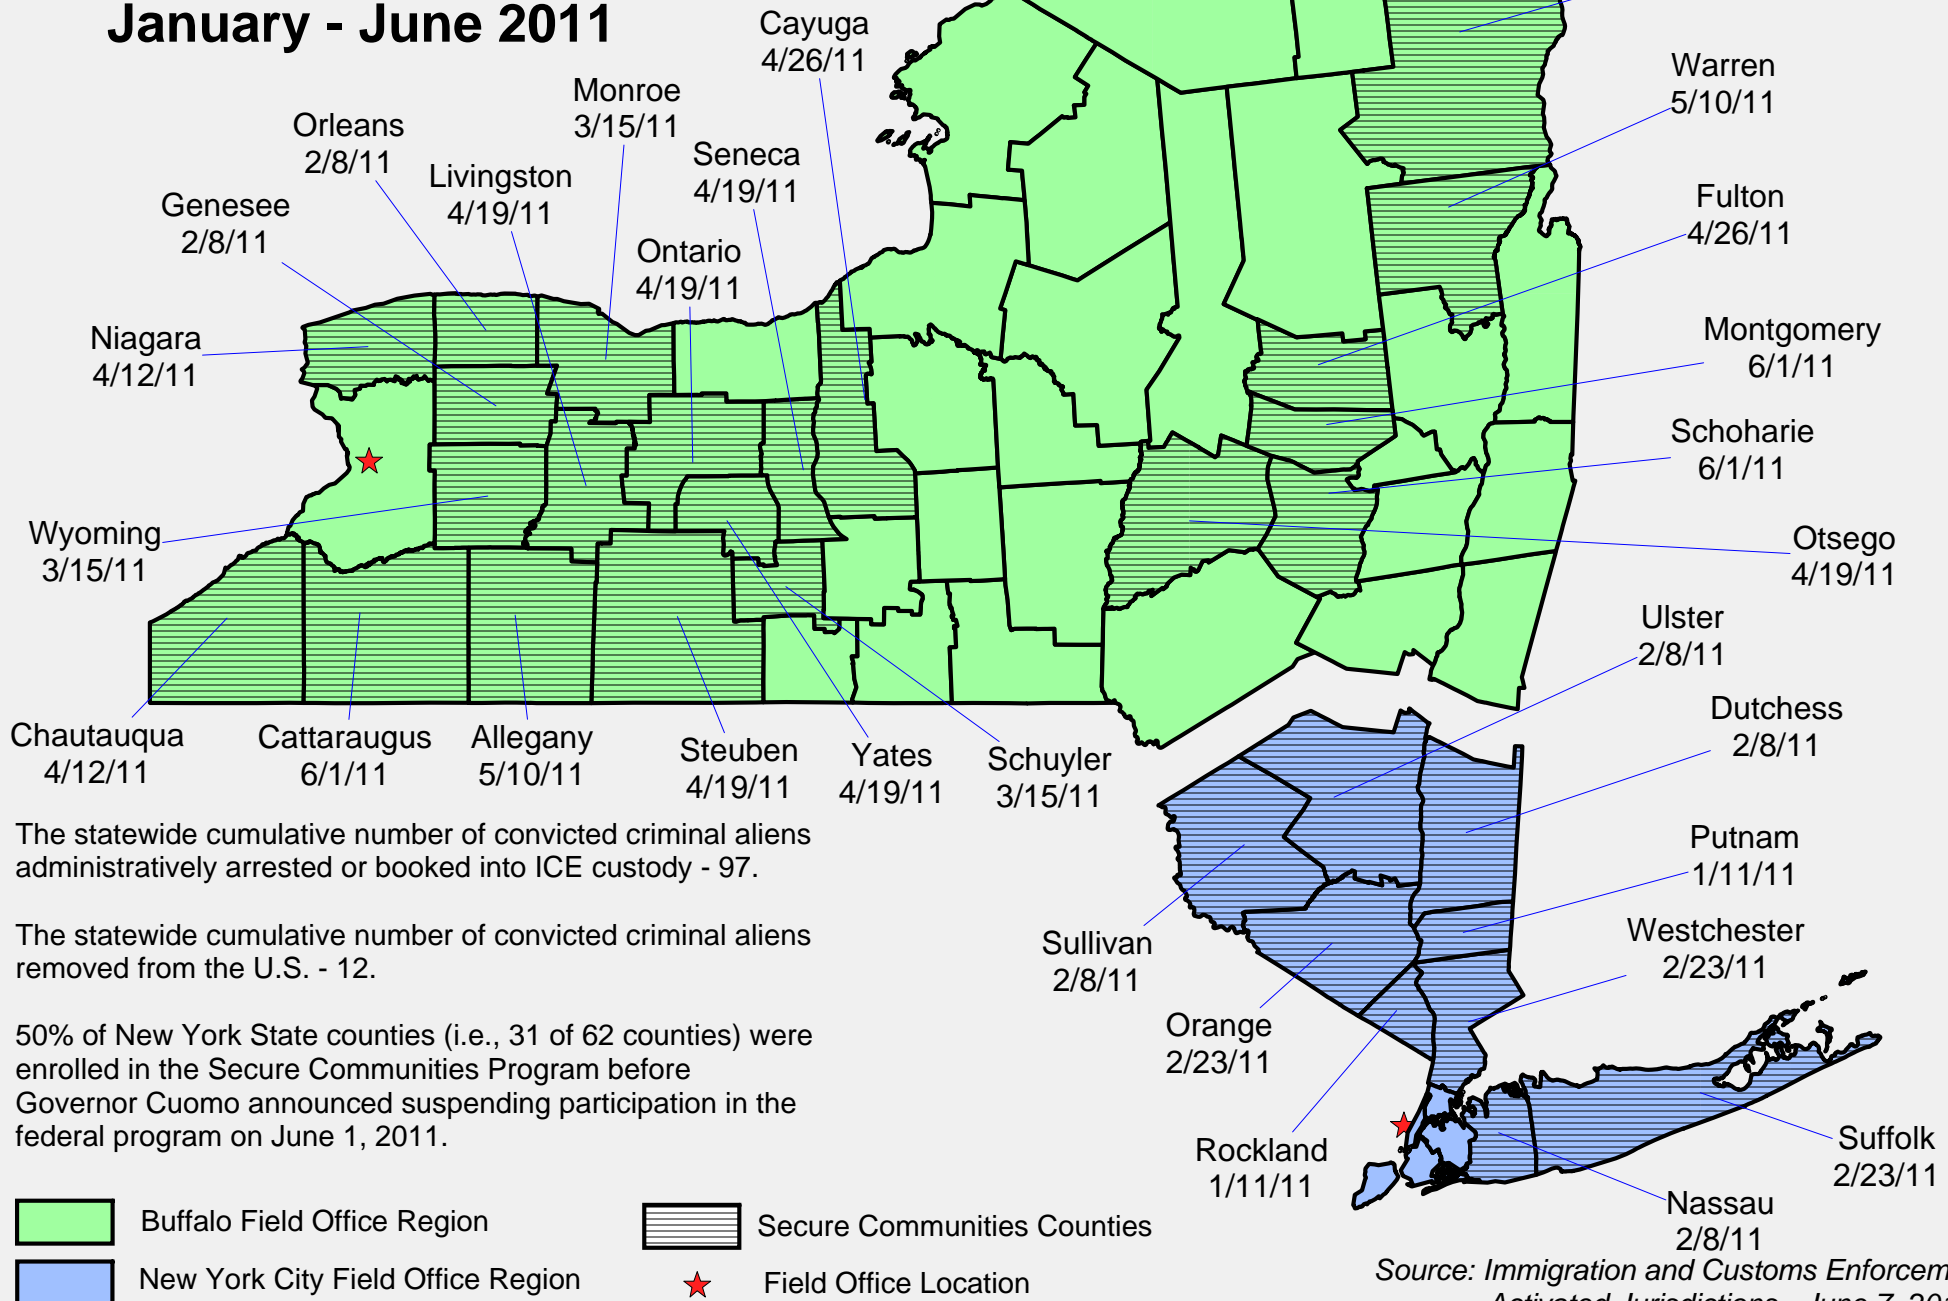 January - June 2011
Cayuga
4/26/11
Monroe
3/15/11
Orleans
2/8/11
Livingston
4/19/11
Seneca
4/19/11
Genesee
2/8/11
Ontario
4/19/11
Niagara
4/12/11
Wyoming
3/15/11
Warren
5/10/11
Fulton
4/26/11
Montgomery
6/1/11
Schoharie
6/1/11
Otsego
4/19/11
Ulster
2/8/11
Dutchess
2/8/11
Putnam
1/11/11
Westchester
2/23/11
Chautauqua
4/12/11
Cattaraugus
6/1/11
Allegany
5/10/11
Steuben
4/19/11
Yates
4/19/11
Schuyler
3/15/11
Sullivan
2/8/11
Orange
2/23/11
Rockland
1/11/11
Suffolk
2/23/11
Nassau
2/8/11
The statewide cumulative number of convicted criminal aliens
administratively arrested or booked into ICE custody - 97.
The statewide cumulative number of convicted criminal aliens
removed from the U.S. - 12.
50% of New York State counties (i.e., 31 of 62 counties) were
enrolled in the Secure Communities Program before
Governor Cuomo announced suspending participation in the
federal program on June 1, 2011.
Buffalo Field Office Region
New York City Field Office Region
Secure Communities Counties
Field Office Location
Source: Immigration and Customs Enforcem
Activated Jurisdictions June 7, 20